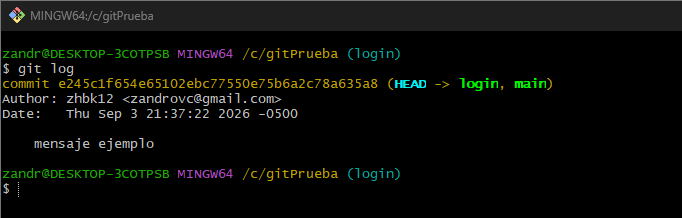 MINGW64:/c/gitPrueba
zandr@DESKTOP-3COTPSB MINGW64 /c/gitPrueba (login)
$ git log
commit e245c1f654e65102ebc77550e75b6a2c78a635a8 (HEAD -> login, main)
Author: zhbk12 <zandrovc@gmail.com>
Date:   Thu Sep 3 21:37:22 2026 -0500
    mensaje ejemplo
zandr@DESKTOP-3COTPSB MINGW64 /c/gitPrueba (login)
$